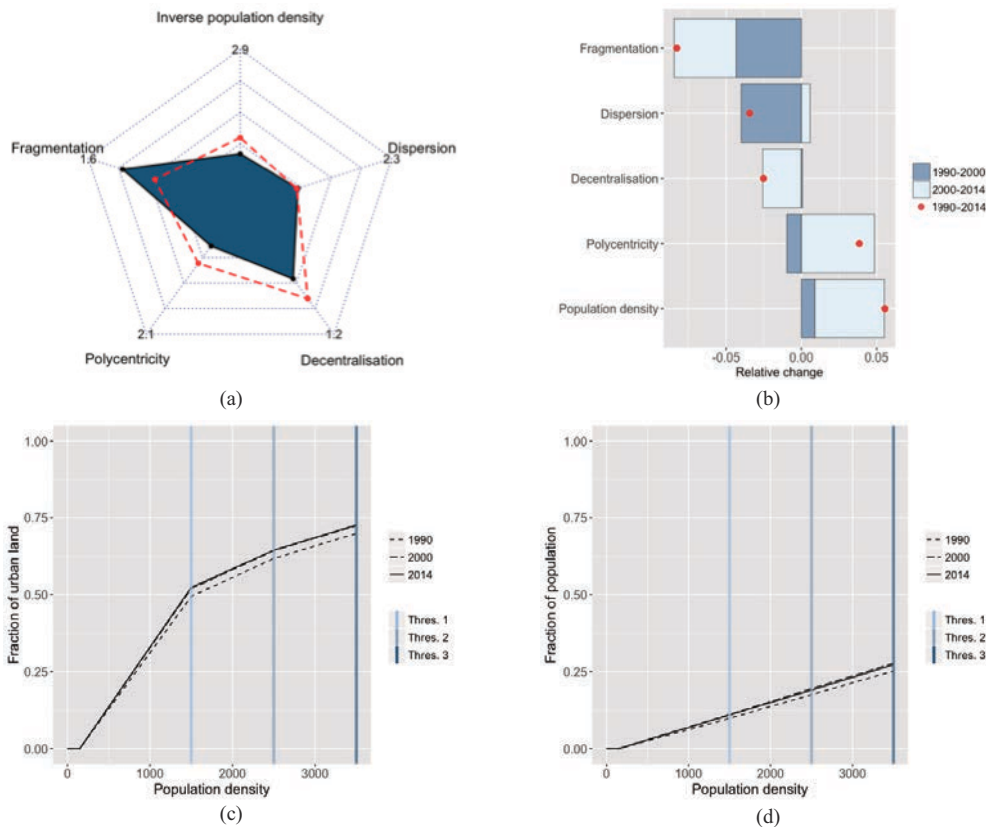 Inverse population density
2.9
Fragmentation
1.6
Dispersion
2.3
2.1
Polycentricity
1.2
Decentralisation
(a)
Fragmentation
Dispersion
Decentralisation
Polycentricity
Population density
-0.05
0.00
0.05
Relative change
1990-2000
2000-2014
1990-2014
(b)
1.00
0.75
0.50
0.25
0.00
Fraction of urban land
0
1000
2000
3000
Population density
1990
2000
2014
Thres. 1
Thres. 2
Thres. 3
(c)
1.00
0.75
0.50
0.25
0.00
Fraction of population
0
1000
2000
3000
Population density
1990
2000
2014
Thres. 1
Thres. 2
Thres. 3
(d)